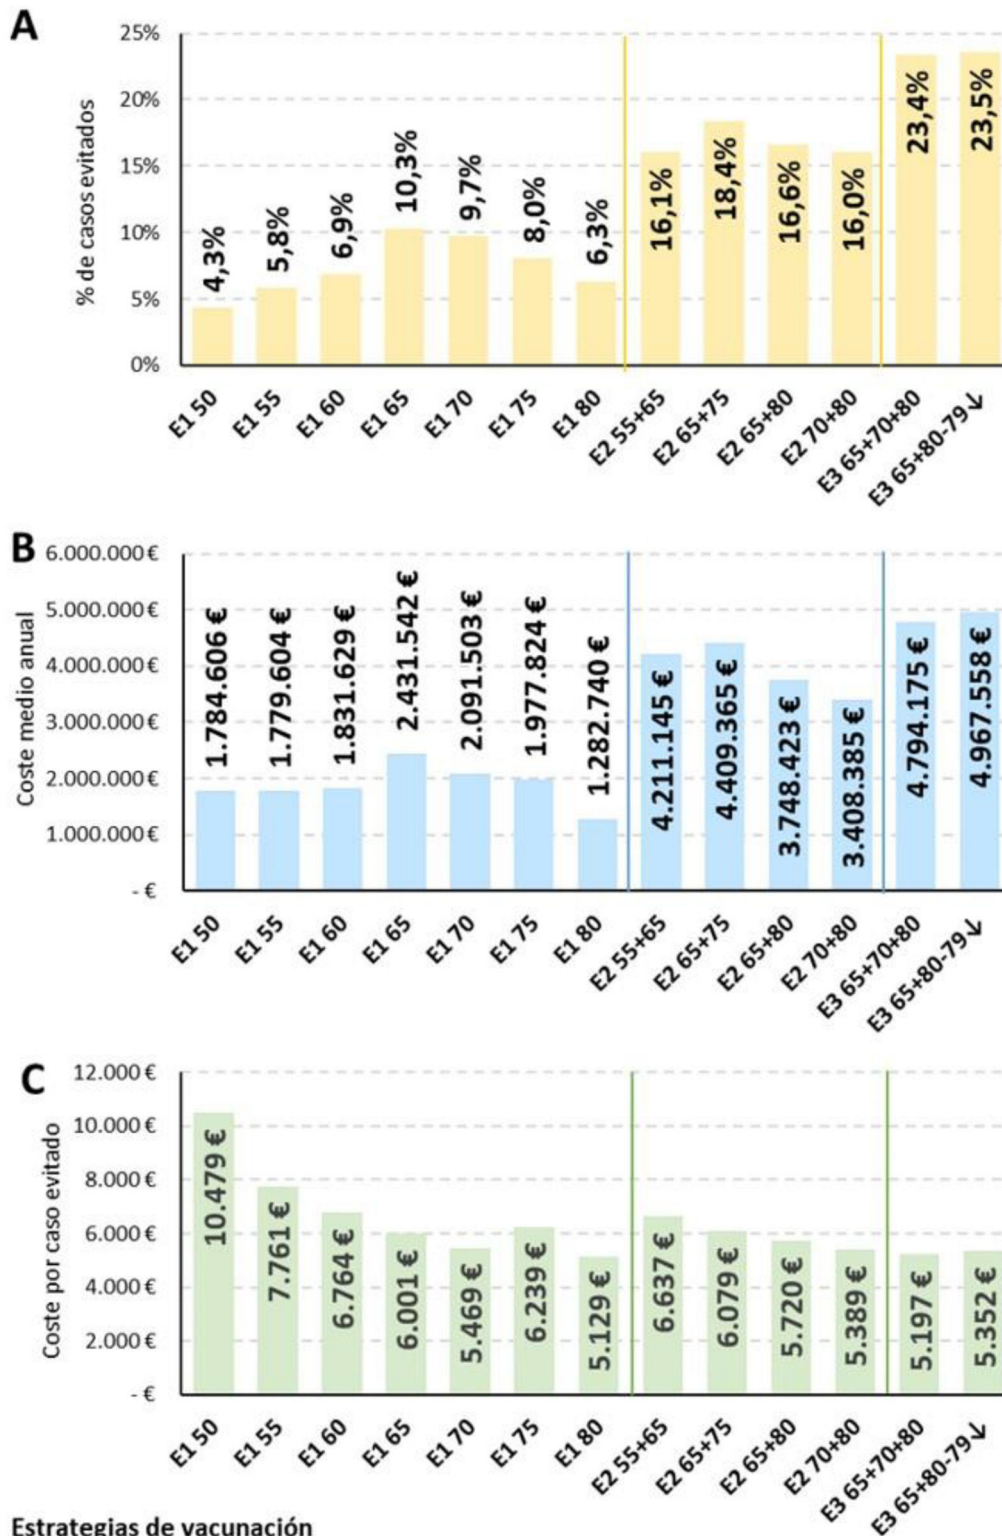 A
25%
20%
15%
10%
5%
0%
% de casos evitados
4,3%
5,8%
6,9%
10,3%
9,7%
8,0%
6,3%
16,1%
18,4%
16,6%
16,0%
23,4%
23,5%
E1 50
E1 55
E1 60
E1 65
E1 70
E1 75
E1 80
E2 55+65
E2 65+75
E2 65+80
E2 70+80
E3 65+70+80
E3 65+80-79↓
B
6.000.000 €
5.000.000 €
4.000.000 €
3.000.000 €
2.000.000 €
1.000.000 €
- €
Coste medio anual
1.784.606 €
1.779.604 €
1.831.629 €
2.431.542 €
2.091.503 €
1.977.824 €
1.282.740 €
4.211.145 €
4.409.365 €
3.748.423 €
3.408.385 €
4.794.175 €
4.967.558 €
E1 50
E1 55
E1 60
E1 65
E1 70
E1 75
E1 80
E2 55+65
E2 65+75
E2 65+80
E2 70+80
E3 65+70+80
E3 65+80-79↓
C
12.000 €
10.000 €
8.000 €
6.000 €
4.000 €
2.000 €
- €
Coste por caso evitado
10.479 €
7.761 €
6.764 €
6.001 €
5.469 €
6.239 €
5.129 €
6.637 €
6.079 €
5.720 €
5.389 €
5.197 €
5.352 €
E1 50
E1 55
E1 60
E1 65
E1 70
E1 75
E1 80
E2 55+65
E2 65+75
E2 65+80
E2 70+80
E3 65+70+80
E3 65+80-79↓
Estrategias de vacunación